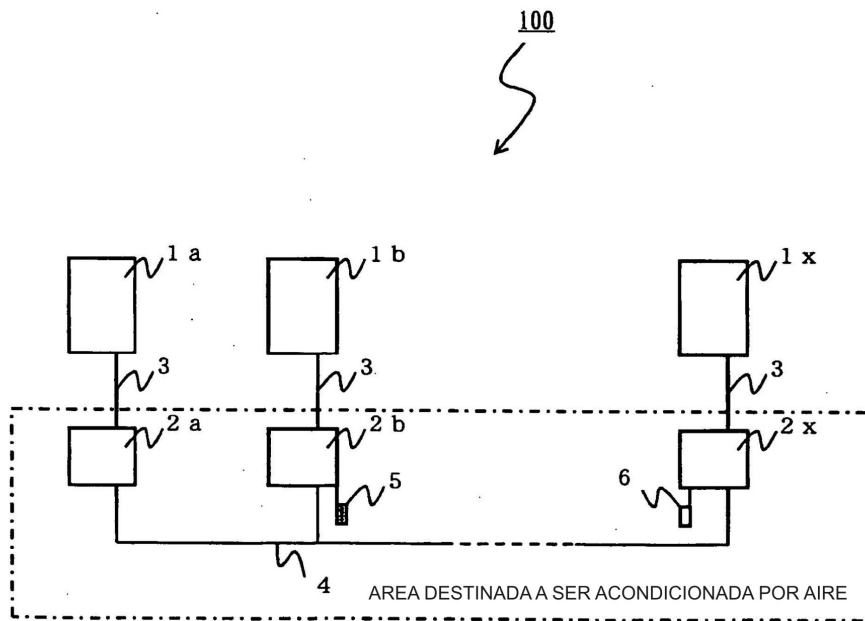 100
1 a
1 b
1 x
3
3
3
2 a
2 b
2 x
5
6
4
AREA DESTINADA A SER ACONDICIONADA POR AIRE